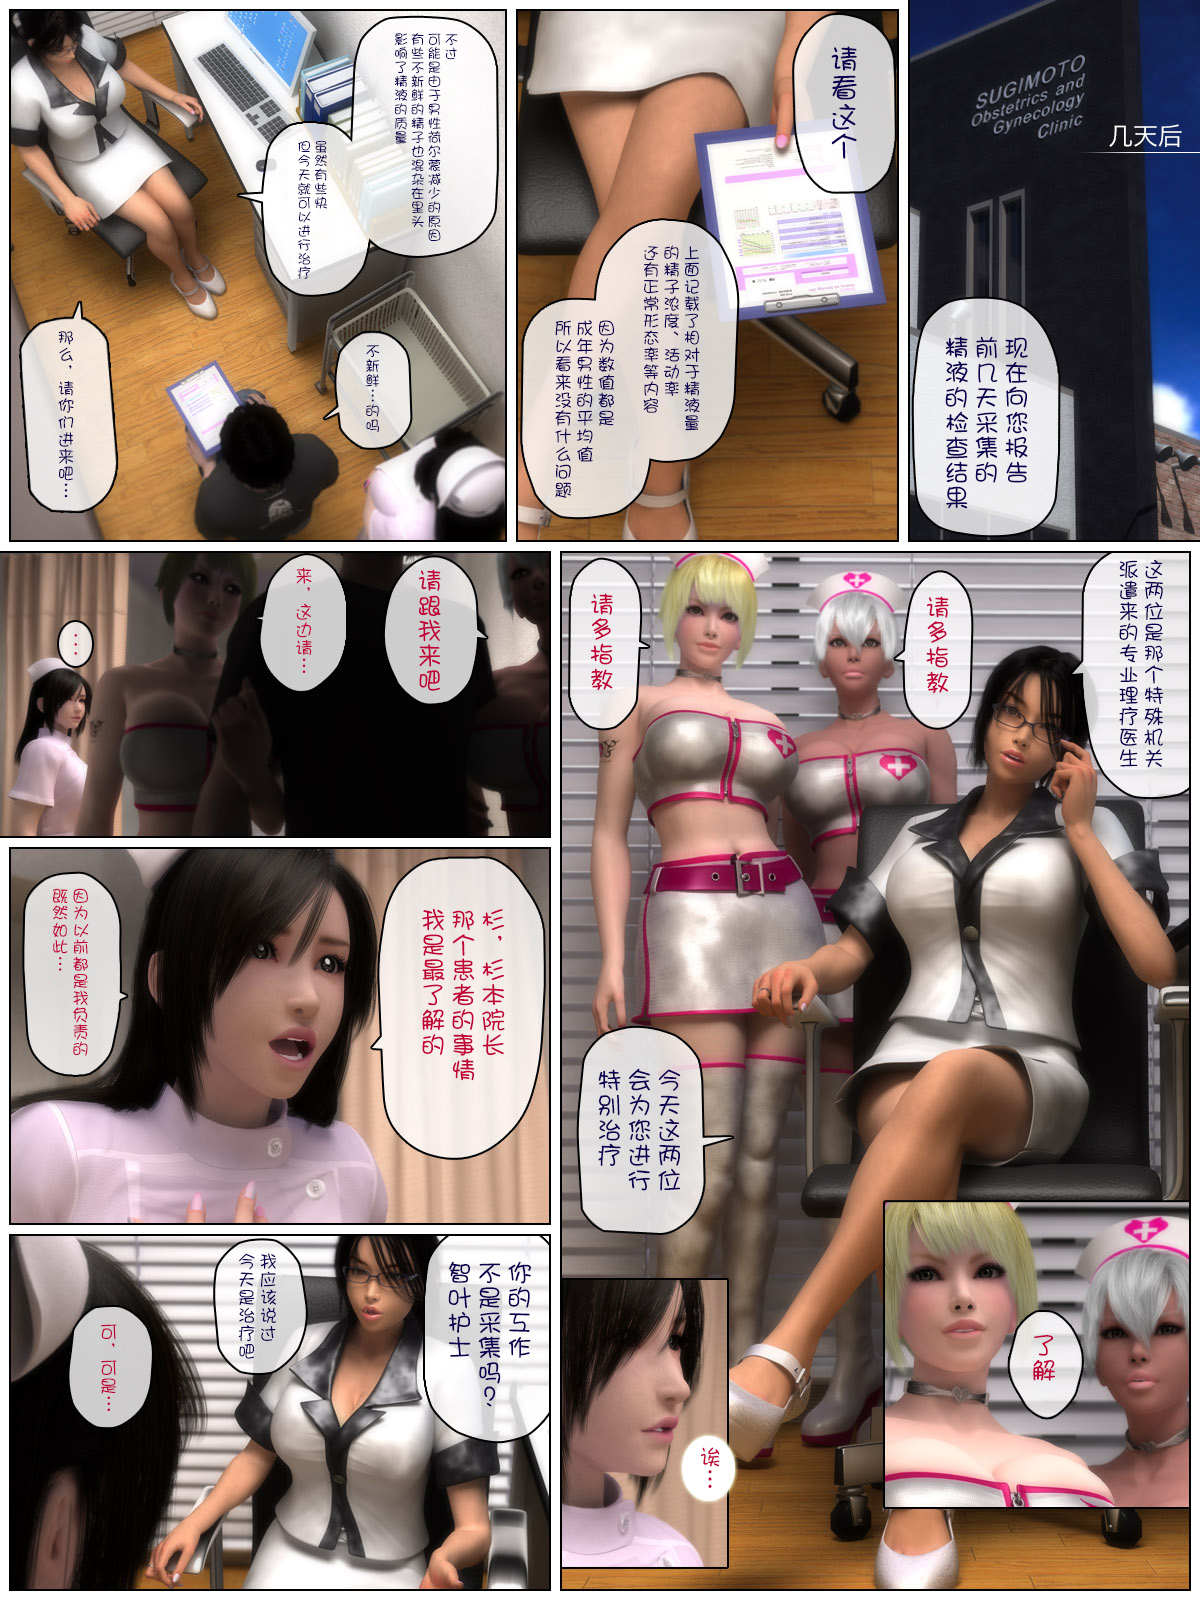 SUGIMOTO
Obstetrics and
Gynecology
Clinic
几天后
现在向您报告
前几天采集的
精液的检查结果
请看这个
上面记载了相对于精液量
的精子浓度、活动率
还有正常形态率等内容
因为数值都是
成年男性的平均值
所以看来没有什么问题
不过
可能是由于男性荷尔蒙减少的原因
有些不新鲜的精子也混杂在里头
影响了精液的质量
虽然有些快
但今天就可以进行治疗
不新鲜…的吗
那么，请你们进来吧…
这两位是那个特殊机关
派遣来的专业理疗医生
请多指教
请多指教
今天这两位
会为您进行
特别治疗
了解
诶…
请跟我来吧
来，这边请…
…
杉，杉本院长
那个患者的事情
我是最了解的
因为以前都是我负责的
既然如此…
你的工作
不是采集吗？
智叶护士
我应该说过
今天是治疗吧
可，可是…